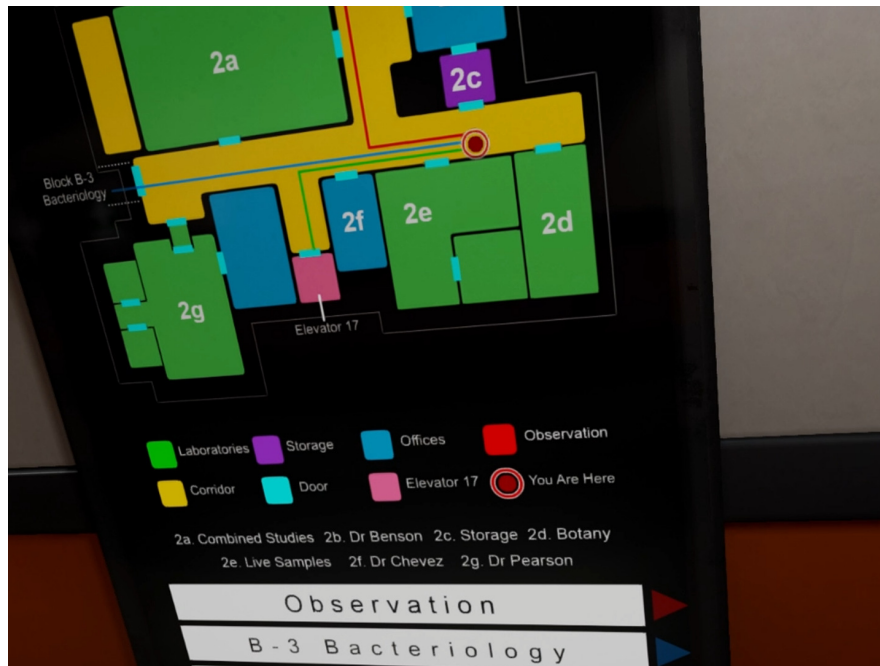 2a
2c
Block B-3
Bacteriology
2f
2e
2d
2g
Elevator 17
Laboratories
Storage
Offices
Observation
Corridor
Door
Elevator 17
You Are Here
2a. Combined Studies 2b. Dr Benson 2c. Storage 2d. Botany
2e. Live Samples 2f. Dr Chevez 2g. Dr Pearson
Observation
B-3 Bacteriology